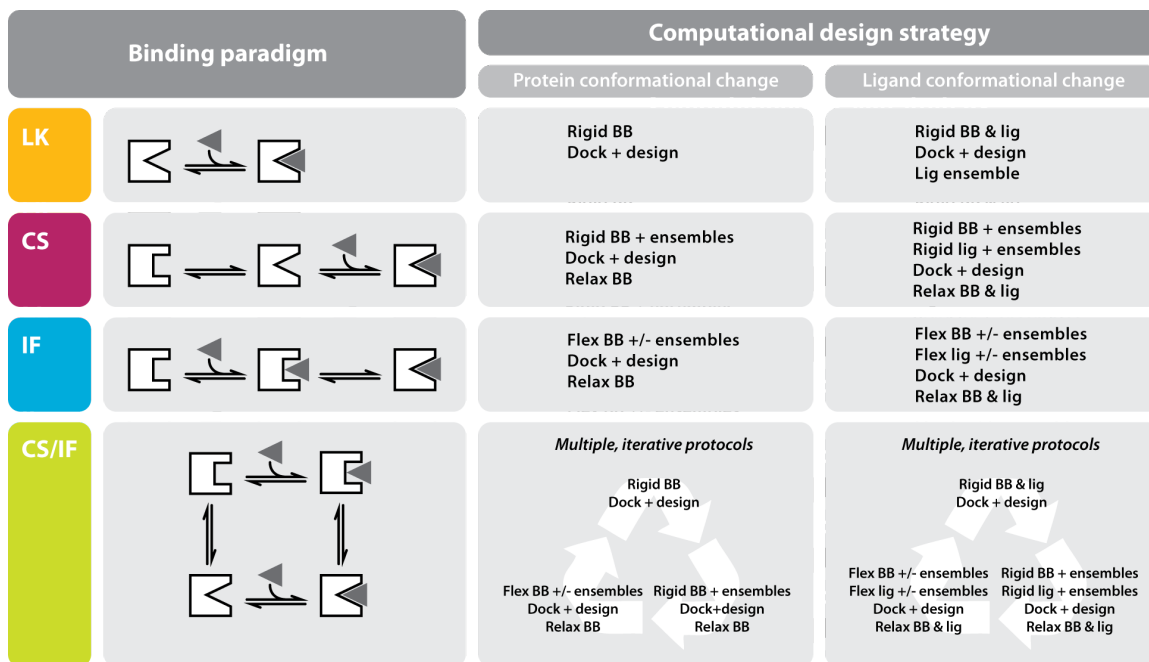 Binding paradigm
Computational design strategy
Protein conformational change
Ligand conformational change
LK
Rigid BB
Dock + design
Rigid BB & lig
Dock + design
Lig ensemble
CS
Rigid BB + ensembles
Dock + design
Relax BB
Rigid BB + ensembles
Rigid lig + ensembles
Dock + design
Relax BB & lig
IF
Flex BB +/- ensembles
Dock + design
Relax BB
Flex BB +/- ensembles
Flex lig +/- ensembles
Dock + design
Relax BB & lig
CS/IF
Multiple, iterative protocols
Rigid BB
Dock + design
Flex BB +/- ensembles
Dock + design
Relax BB
Rigid BB + ensembles
Dock+design
Relax BB
Multiple, iterative protocols
Rigid BB & lig
Dock + design
Flex BB +/- ensembles
Flex lig +/- ensembles
Dock + design
Relax BB & lig
Rigid BB + ensembles
Rigid lig + ensembles
Dock + design
Relax BB & lig